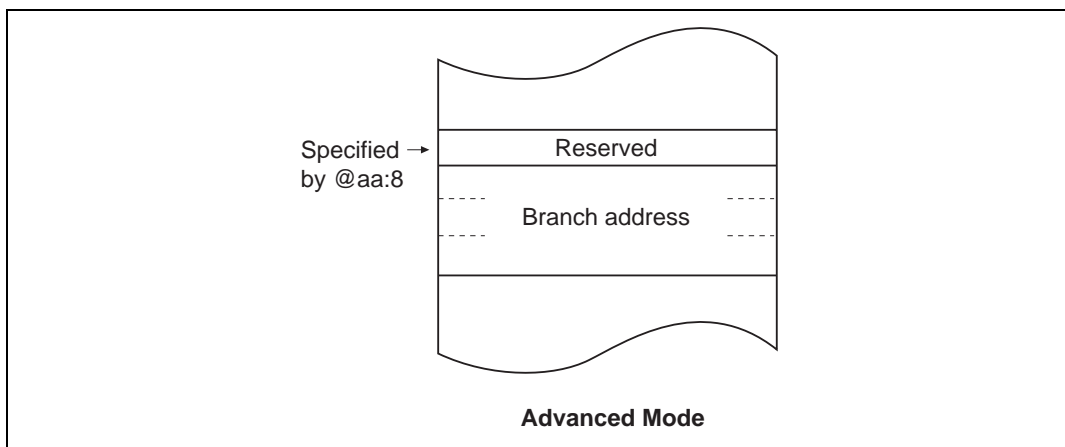 Reserved
Specified
by @aa:8
Branch address
Advanced Mode